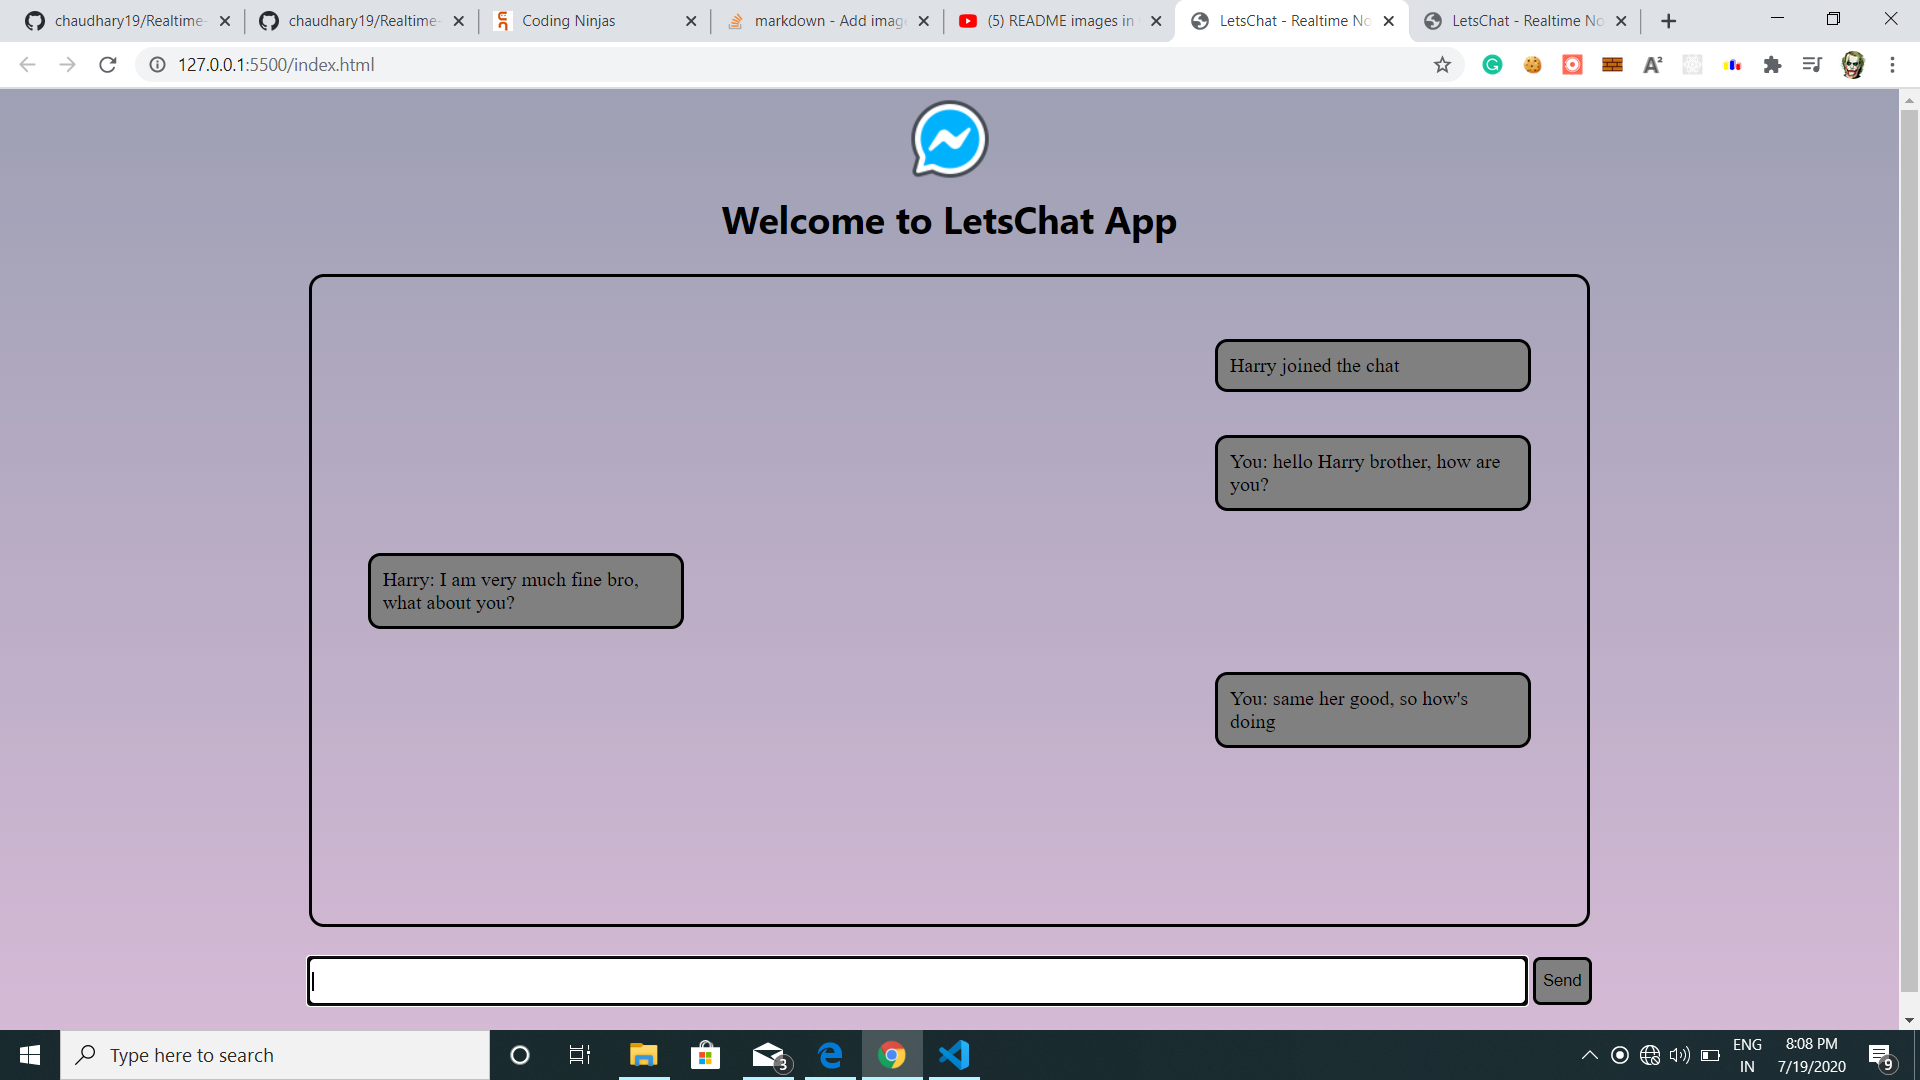 chaudhary19/Realtime-
chaudhary19/Realtime-
Coding Ninjas
markdown - Add imag
(5) README images in
LetsChat - Realtime No
LetsChat - Realtime No
127.0.0.1:5500/index.html
Welcome to LetsChat App
Harry joined the chat
You: hello Harry brother, how are
you?
Harry: I am very much fine bro,
what about you?
You: same her good, so how's
doing
Send
Type here to search
3
ENG
IN
8:08 PM
7/19/2020
9